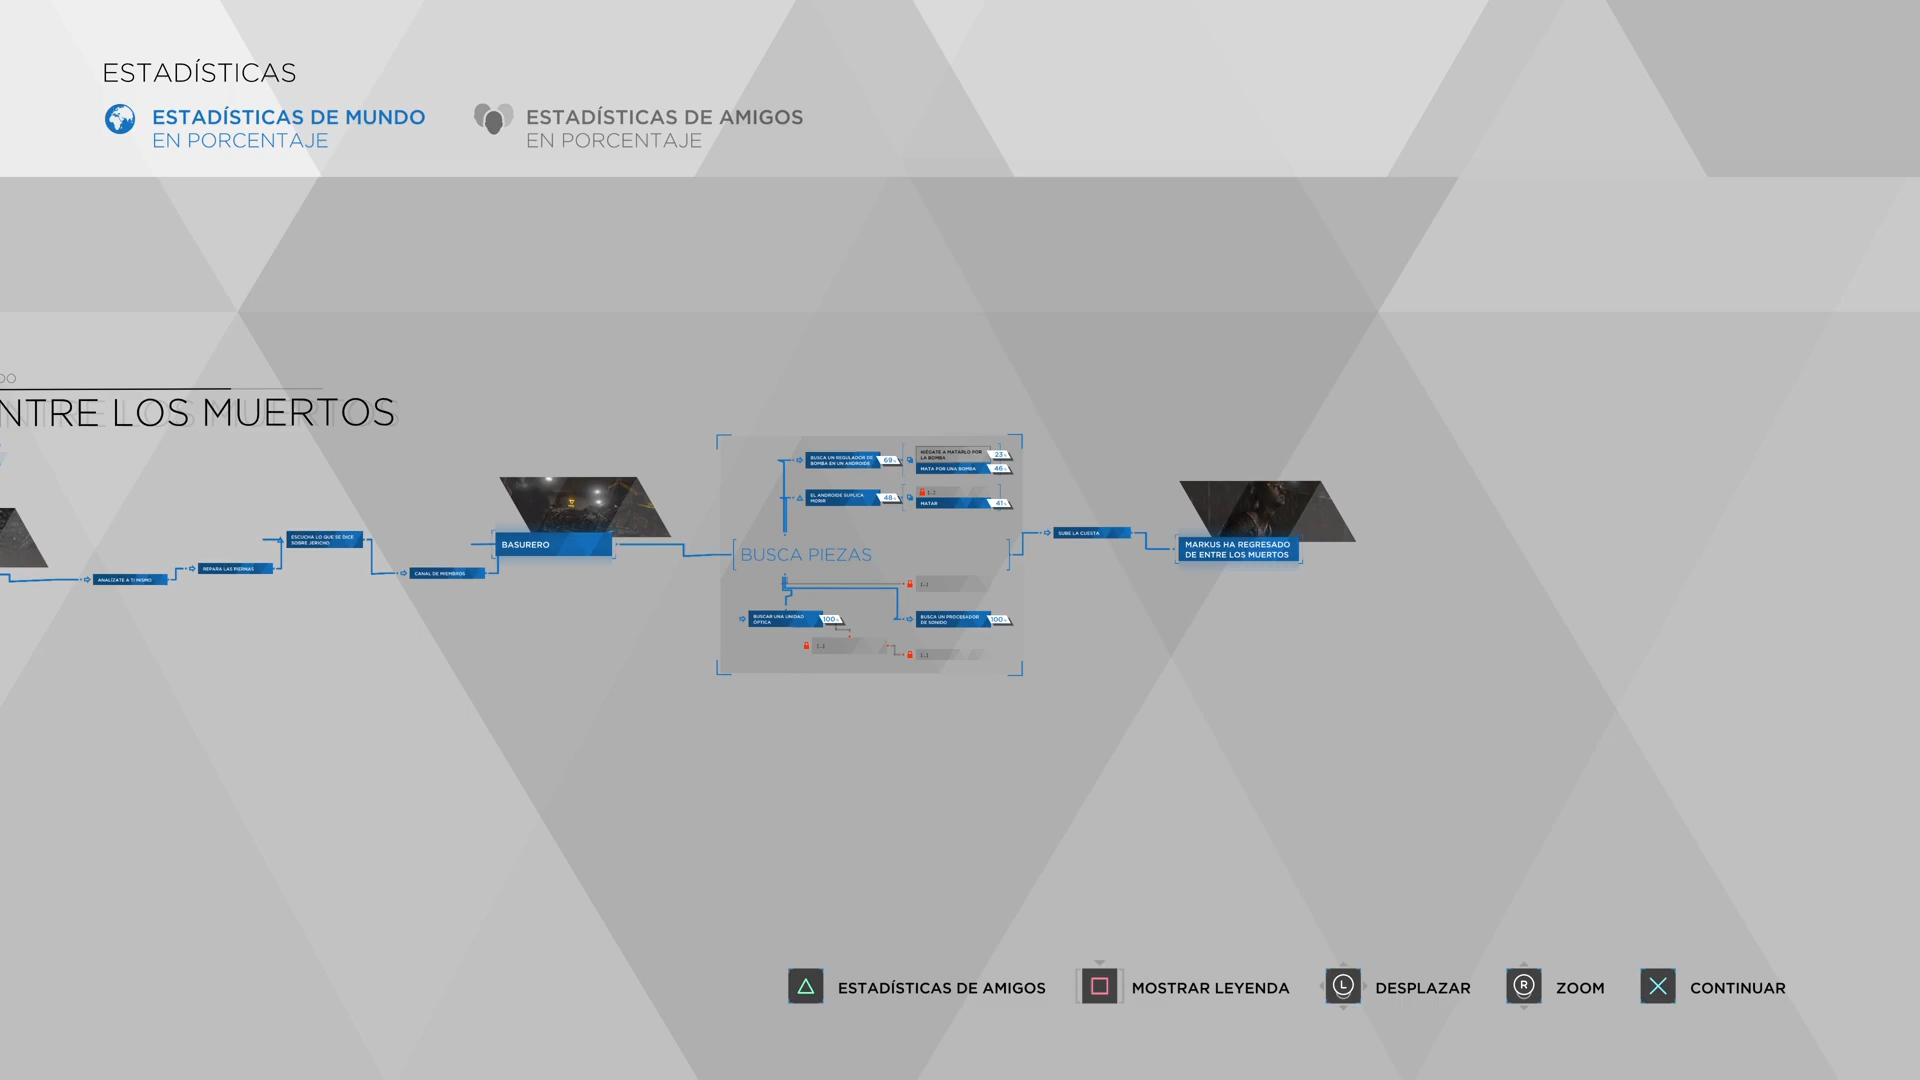 ESTADÍSTICAS
ESTADÍSTICAS DE MUNDO
EN PORCENTAJE
ESTADÍSTICAS DE AMIGOS
EN PORCENTAJE
DO
NTRE LOS MUERTOS
ANALÍZATE A TI MISMO
REPARA LAS PIERNAS
ESCUCHA LO QUE SE DICE
SOBRE JERICHO
CANAL DE MIEMBROS
BASURERO
BUSCA UN REGULADOR DE
BOMBA EN UN ANDROIDE
69%
NIÉGATE A MATARLO POR
LA BOMBA
23%
MATA POR UNA BOMBA
46%
EL ANDROIDE SUPLICA
MORIR
48%
[...]
MATAR
41%
BUSCA PIEZAS
[...]
BUSCAR UNA UNIDAD
ÓPTICA
100%
BUSCA UN PROCESADOR
DE SONIDO
100%
[...]
[...]
SUBE LA CUESTA
MARKUS HA REGRESADO
DE ENTRE LOS MUERTOS
ESTADÍSTICAS DE AMIGOS
MOSTRAR LEYENDA
L
DESPLAZAR
R
ZOOM
CONTINUAR